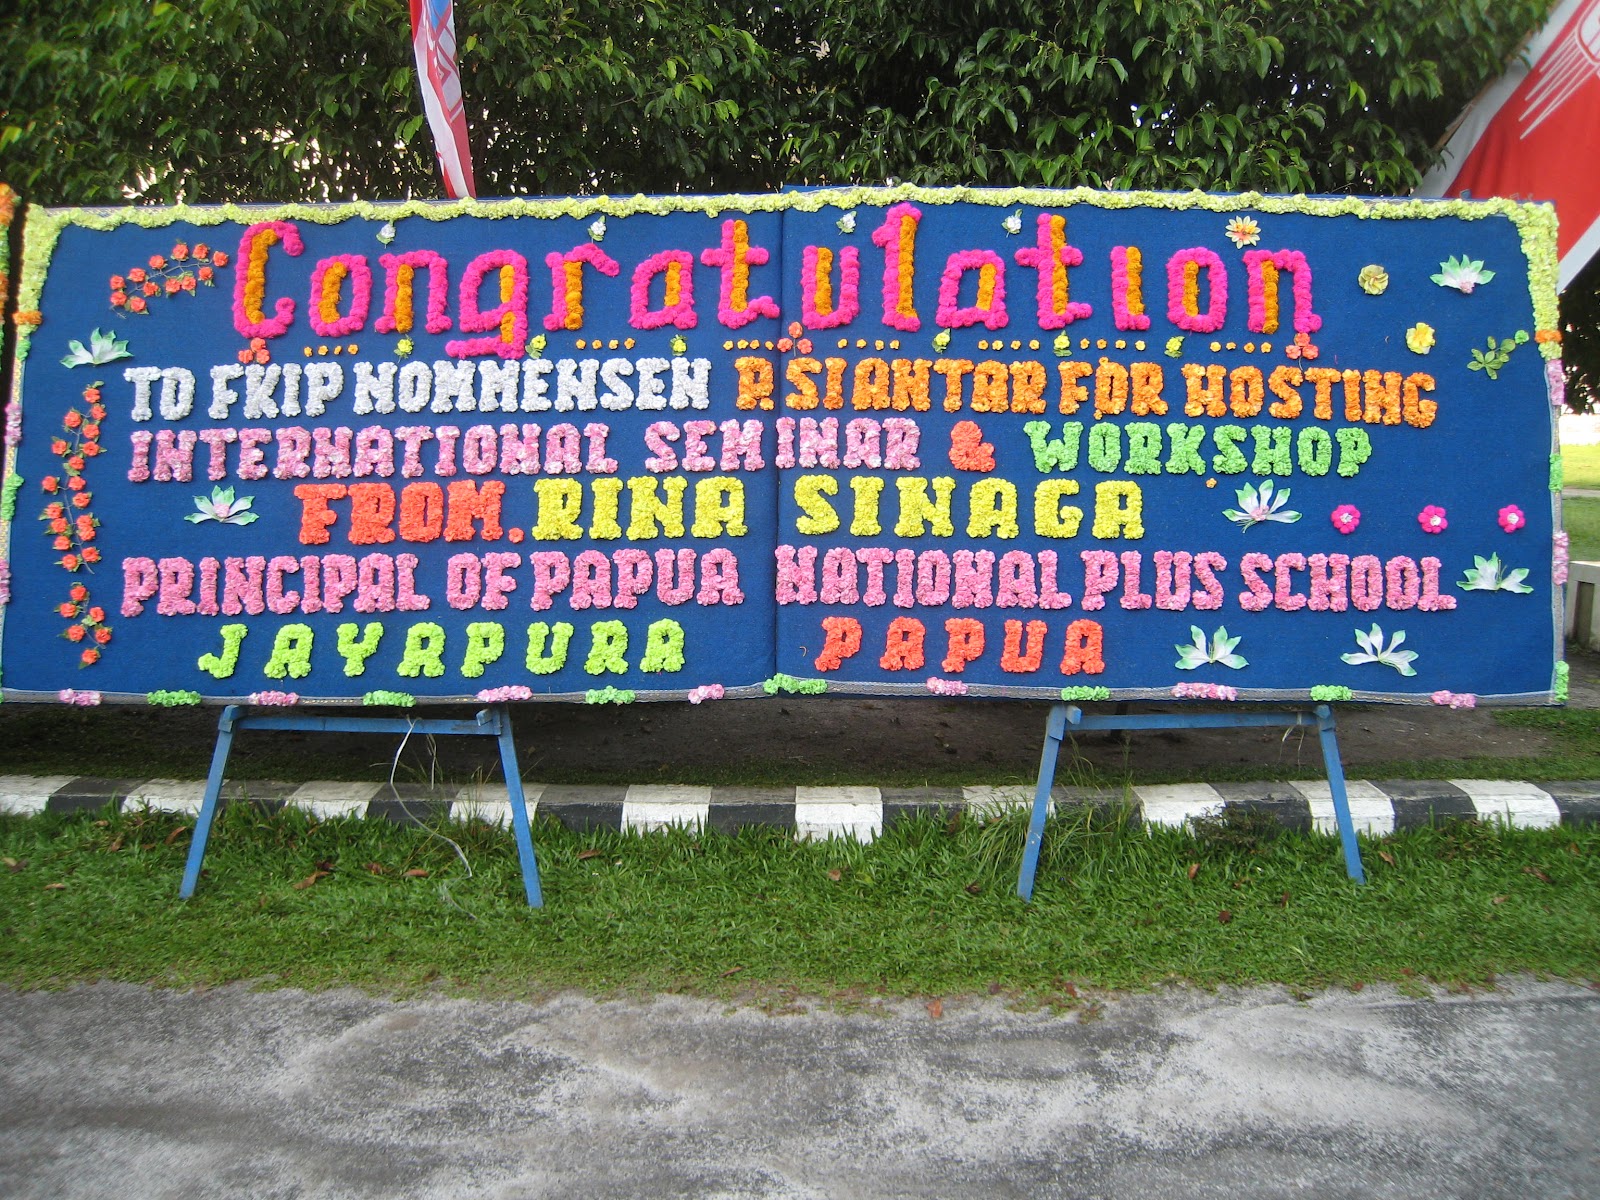 Congratulation
TO FKIP NOMMENSEN P.SIANTAR FOR HOSTING
INTERNATIONAL SEMINAR & WORKSHOP
FROM. RINA SINAGA
PRINCIPAL OF PAPUA NATIONAL PLUS SCHOOL
JAYAPURA PAPUA